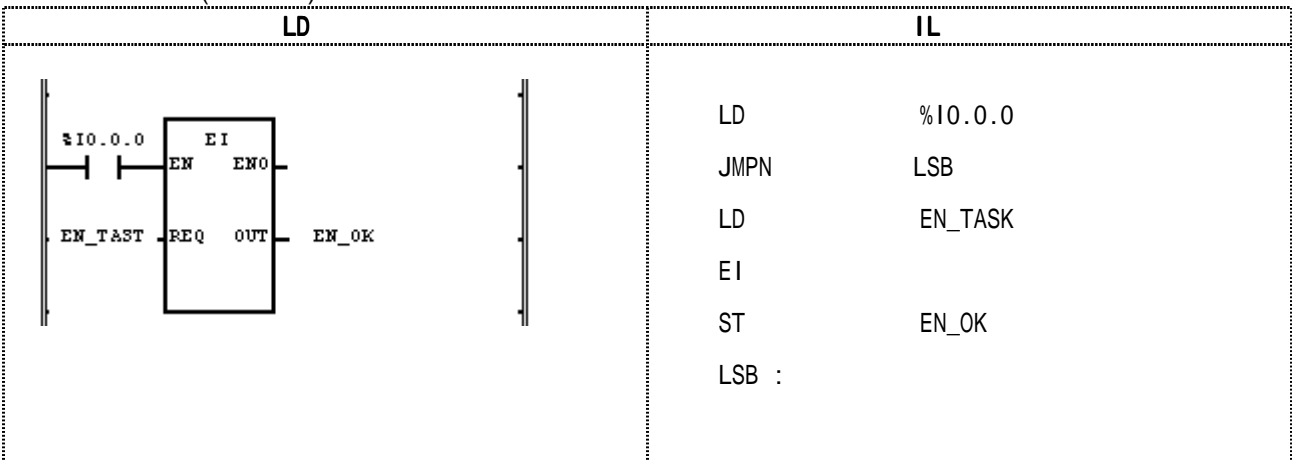 LD IL
%I0.0.0 EI
EN ENO
EN_TAST REQ OUT EN_OK
LD %I0.0.0
JMPN LSB
LD EN_TASK
EI
ST EN_OK
LSB :